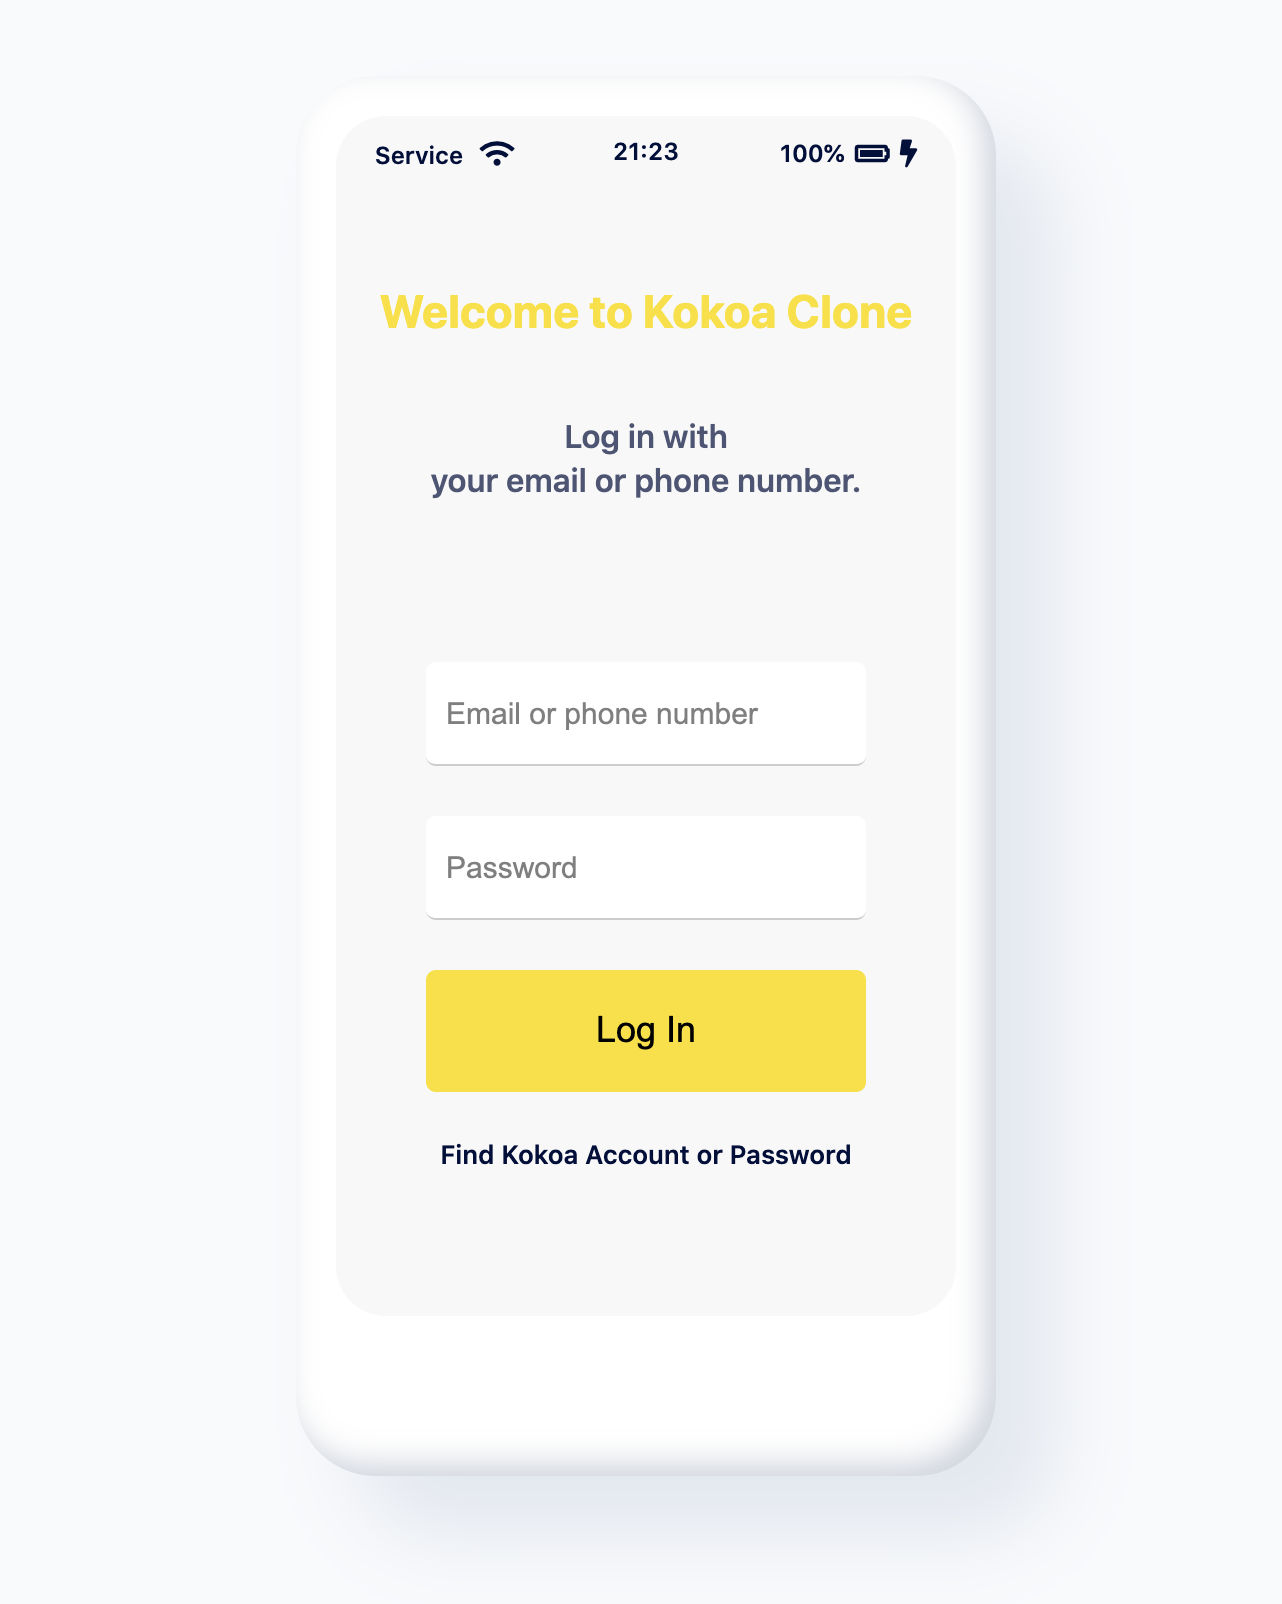 Service 21:23 100%
Welcome to Kokoa Clone
Log in with
your email or phone number.
Email or phone number
Password
Log In
Find Kokoa Account or Password